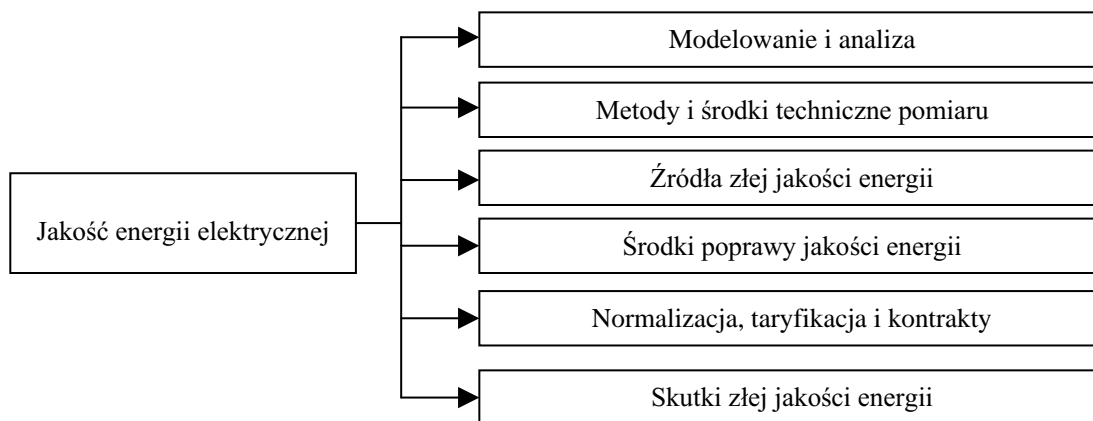 Modelowanie i analiza
Metody i środki techniczne pomiaru
Źródła złej jakości energii
Jakość energii elektrycznej
Środki poprawy jakości energii
Normalizacja, taryfikacja i kontrakty
Skutki złej jakości energii